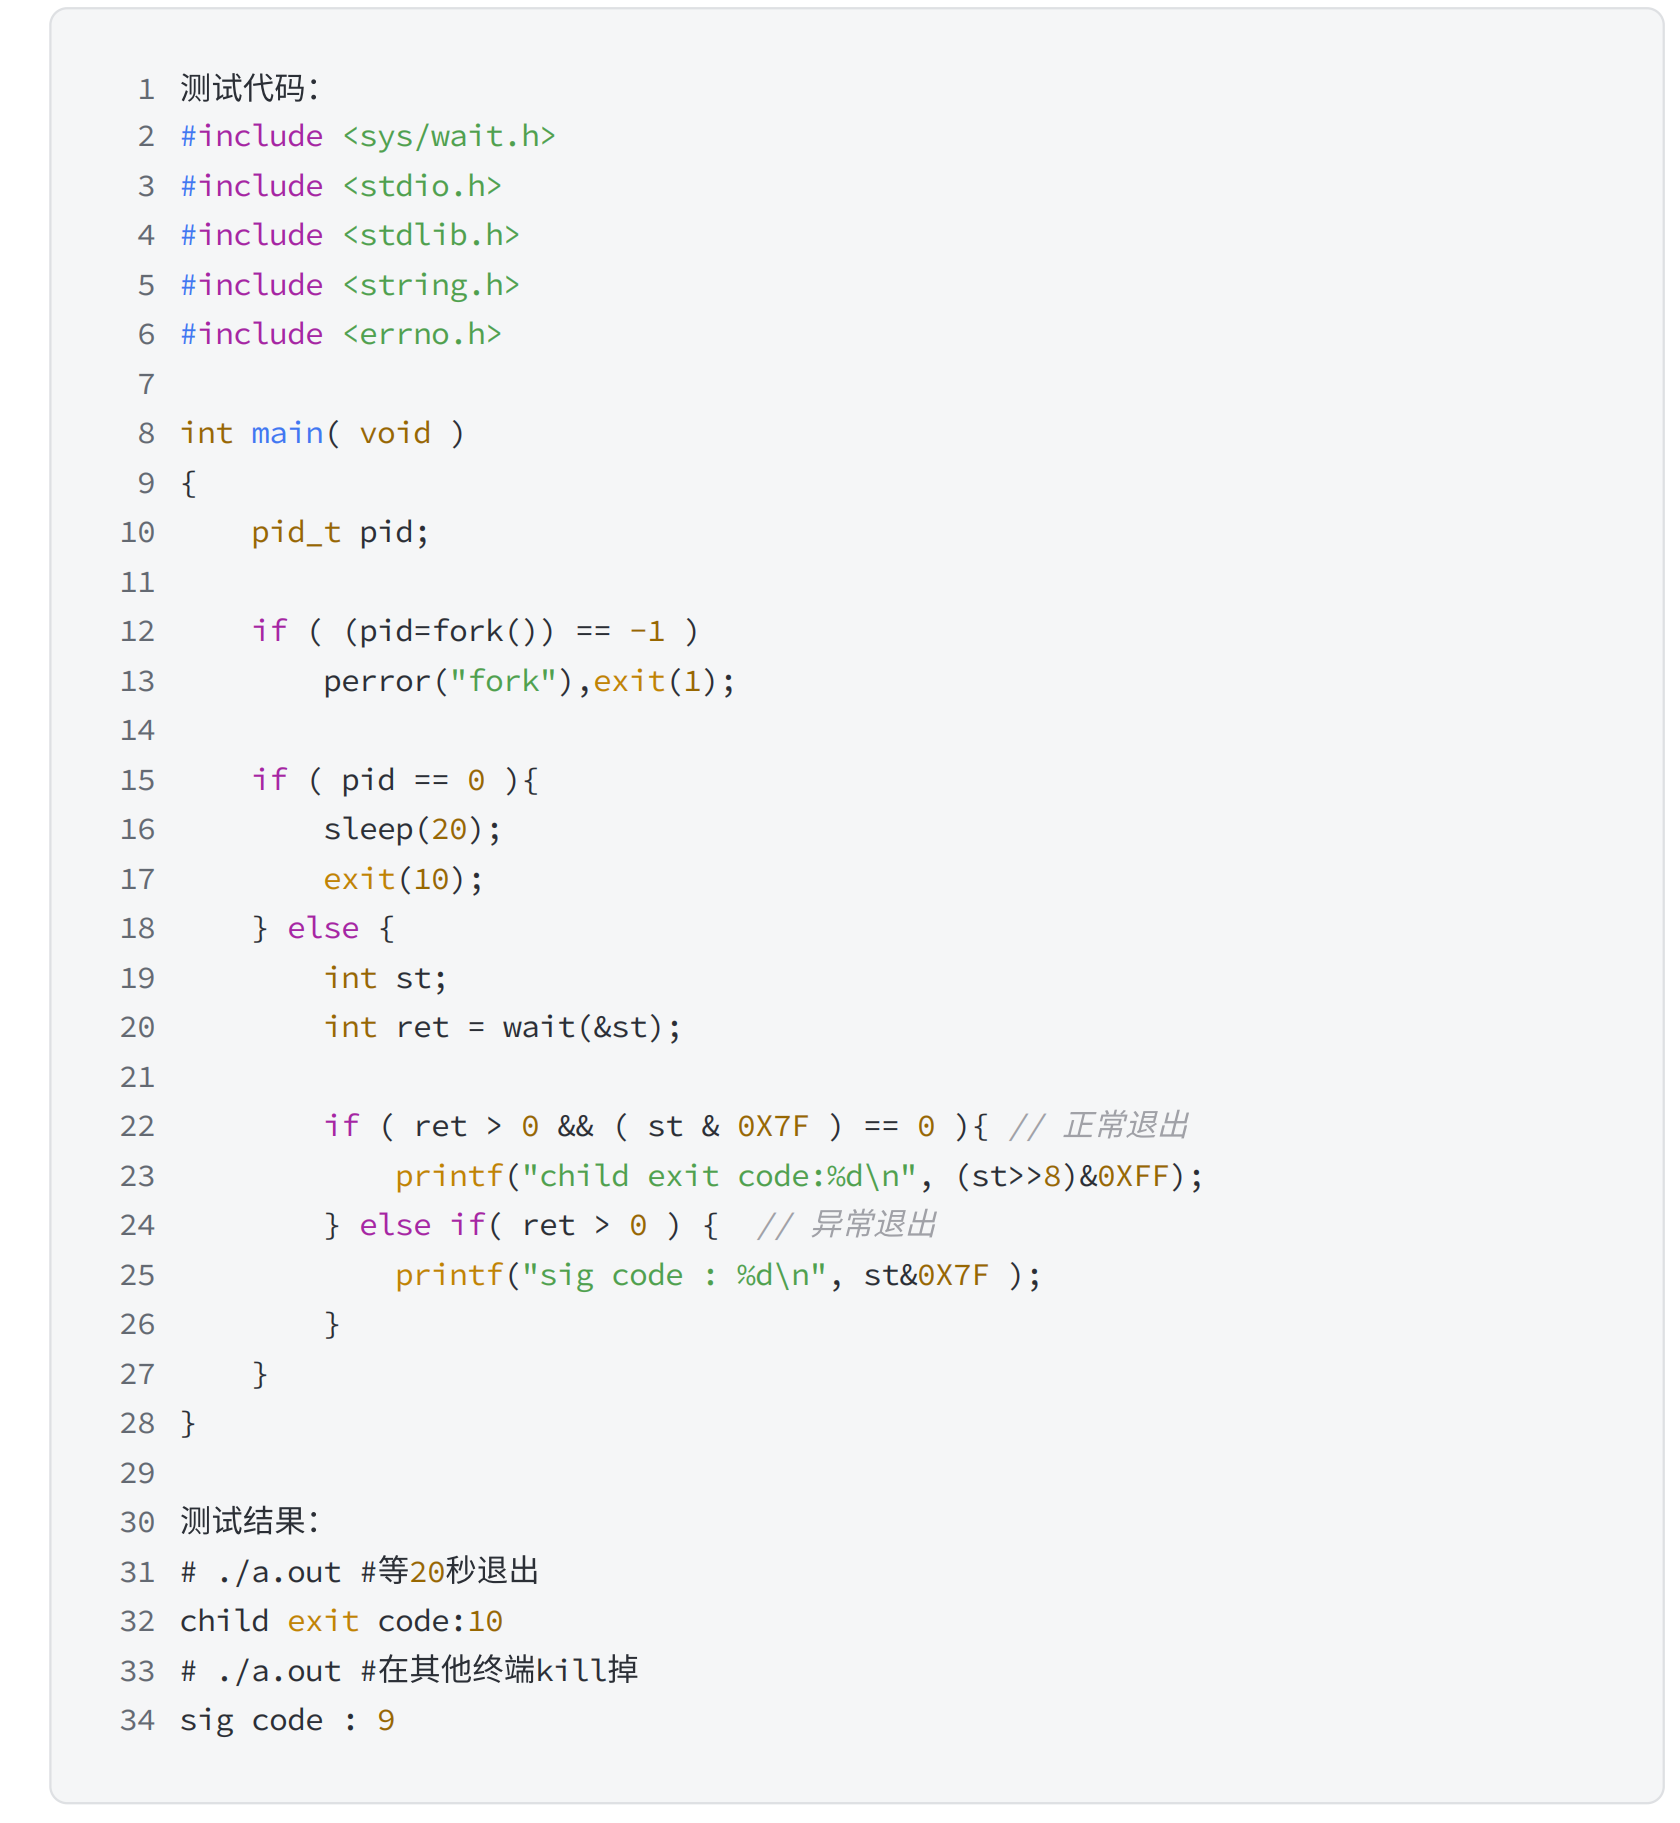 1 测试代码：
2 #include <sys/wait.h>
3 #include <stdio.h>
4 #include <stdlib.h>
5 #include <string.h>
6 #include <errno.h>
7
8 int main( void )
9 {
10     pid_t pid;
11
12     if ( (pid=fork()) == -1 )
13         perror("fork"),exit(1);
14
15     if ( pid == 0 ){
16         sleep(20);
17         exit(10);
18     } else {
19         int st;
20         int ret = wait(&st);
21
22         if ( ret > 0 && ( st & 0X7F ) == 0 ){ // 正常退出
23             printf("child exit code:%d\n", (st>>8)&0XFF);
24         } else if( ret > 0 ) {  // 异常退出
25             printf("sig code : %d\n", st&0X7F );
26         }
27     }
28 }
29
30 测试结果：
31 # ./a.out #等20秒退出
32 child exit code:10
33 # ./a.out #在其他终端kill掉
34 sig code : 9